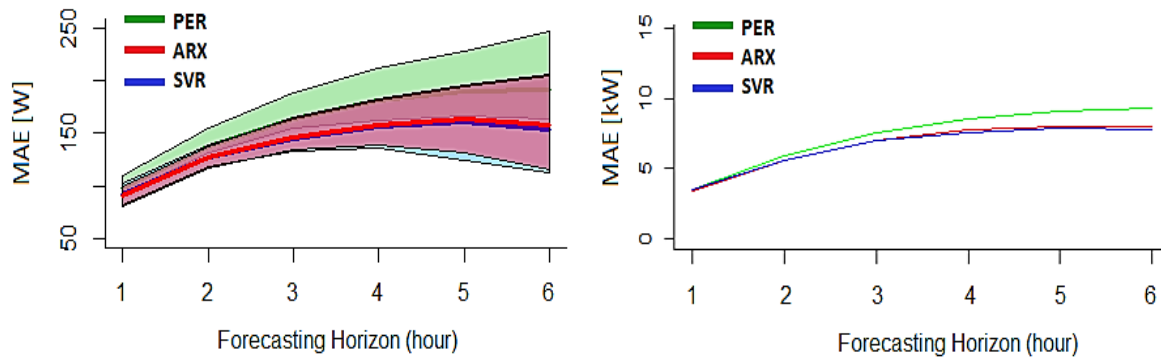 250
150
50
MAE [W]
PER
ARX
SVR
1 2 3 4 5 6
Forecasting Horizon (hour)
15
10
5
0
MAE [kW]
PER
ARX
SVR
1 2 3 4 5 6
Forecasting Horizon (hour)